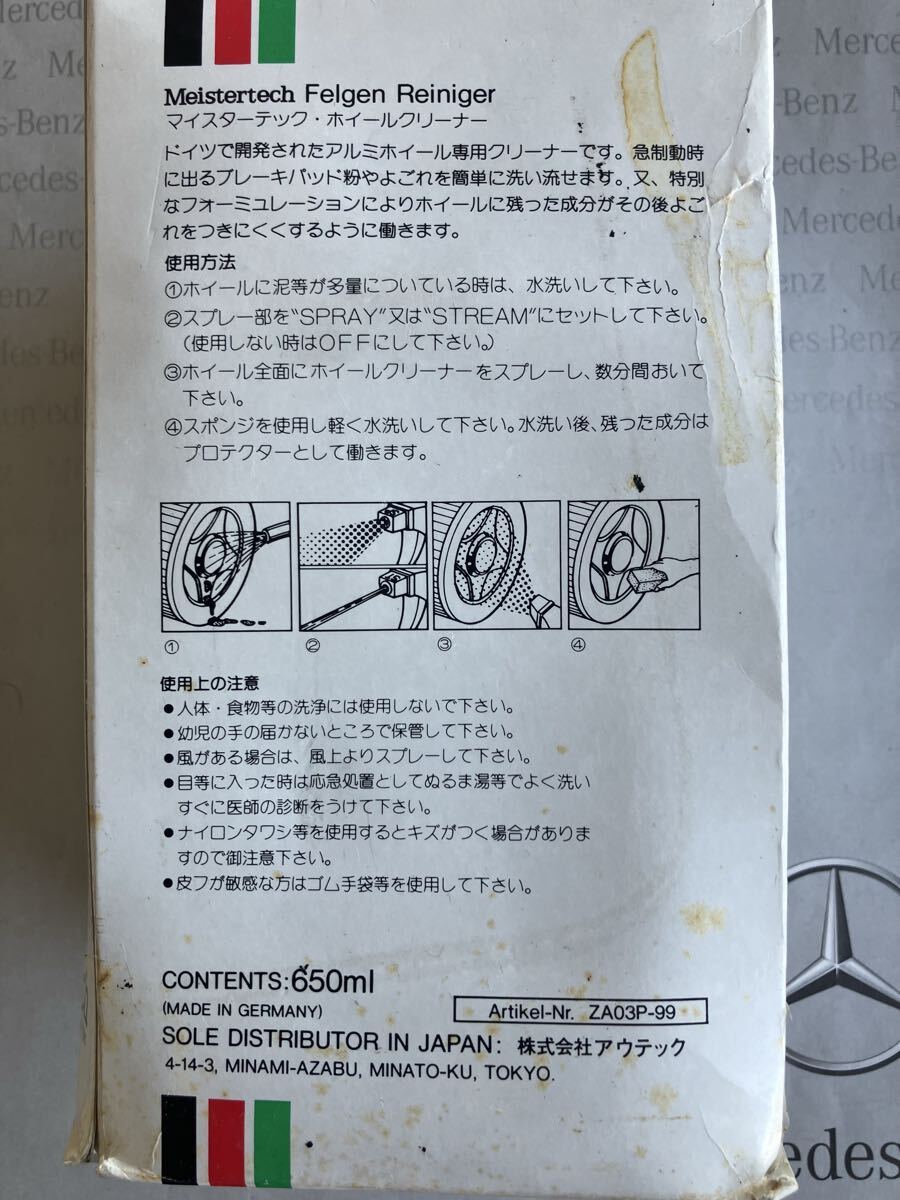 Meistertech Felgen Reiniger
マイスターテック・ホイールクリーナー
ドイツで開発されたアルミホイール専用クリーナーです。急制動時
に出るブレーキパッド粉やよごれを簡単に洗い流せます。又、特別
なフォーミュレーションによりホイールに残った成分がその後よご
れをつきにくくするように働きます。
使用方法
①ホイールに泥等が多量についている時は、水洗いして下さい。
②スプレー部を“SPRAY”又は“STREAM”にセットして下さい。
(使用しない時はOFFにして下さい。)
③ホイール全面にホイールクリーナーをスプレーし、数分間おいて
下さい。
④スポンジを使用し軽く水洗いして下さい。水洗い後、残った成分は
プロテクターとして働きます。
① ② ③ ④
使用上の注意
●人体・食物等の洗浄には使用しないで下さい。
●幼児の手の届かないところで保管して下さい。
●風がある場合は、風上よりスプレーして下さい。
●目等に入った時は応急処置としてぬるま湯等でよく洗い
すぐに医師の診断をうけて下さい。
●ナイロンタワシ等を使用するとキズがつく場合がありま
すので御注意下さい。
●皮フが敏感な方はゴム手袋等を使用して下さい。
CONTENTS:650ml
(MADE IN GERMANY)
Artikel-Nr. ZA03P-99
SOLE DISTRIBUTOR IN JAPAN: 株式会社アウテック
4-14-3, MINAMI-AZABU, MINATO-KU, TOKYO.